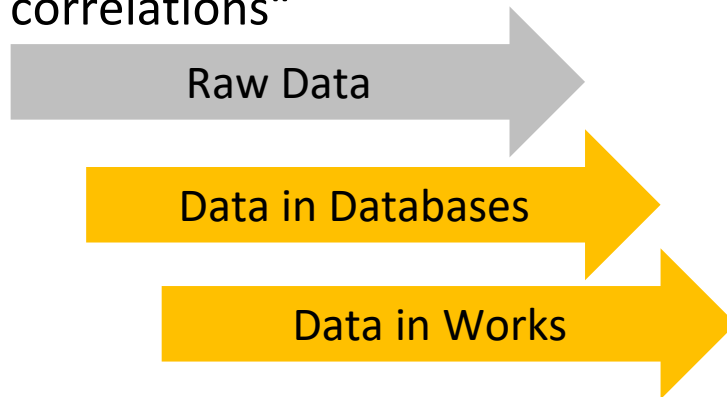 correlations"
Raw Data
Data in Databases
Data in Works